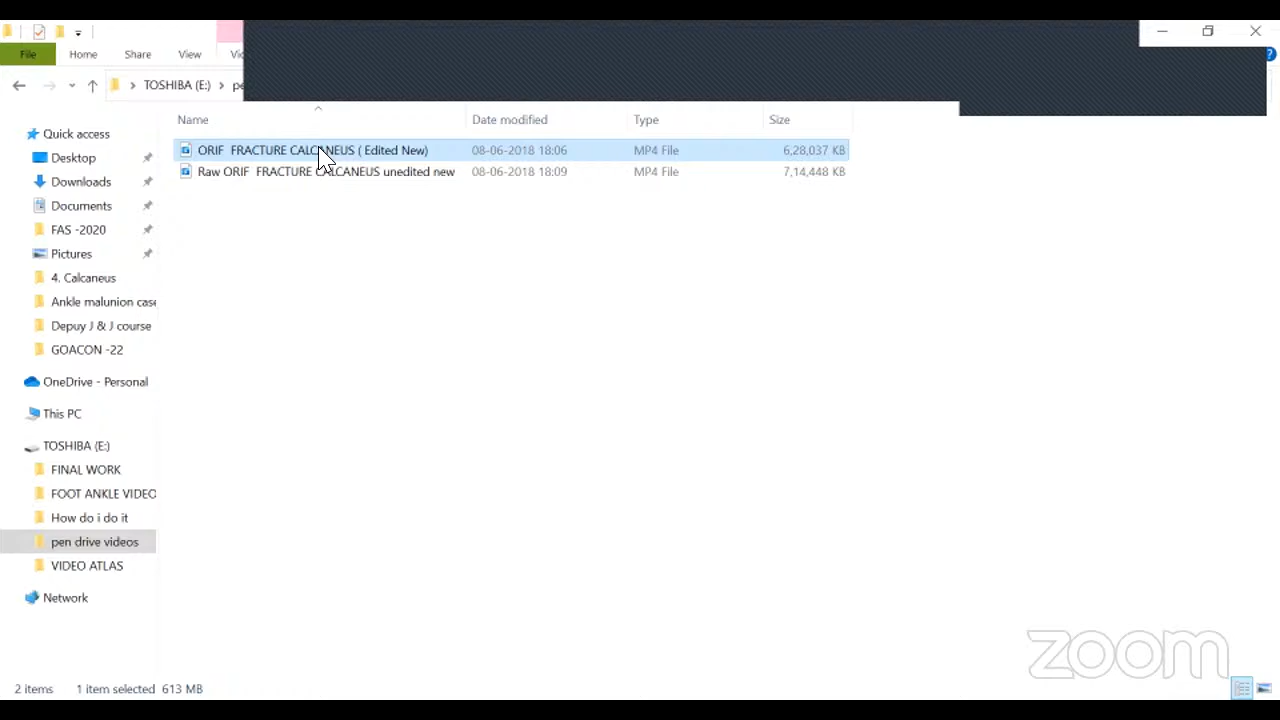 File Home Share View
TOSHIBA (E:)
Name Date modified Type Size
ORIF FRACTURE CALCANEUS ( Edited New) 08-06-2018 18:06 MP4 File 6,28,037 KB
Raw ORIF FRACTURE CALCANEUS unedited new 08-06-2018 18:09 MP4 File 7,14,448 KB
Quick access
Desktop
Downloads
Documents
FAS -2020
Pictures
4. Calcaneus
Ankle malunion case
Depuy J & J course
GOACON -22
OneDrive - Personal
This PC
TOSHIBA (E:)
FINAL WORK
FOOT ANKLE VIDEO
How do i do it
pen drive videos
VIDEO ATLAS
Network
zoom
2 items 1 item selected 613 MB